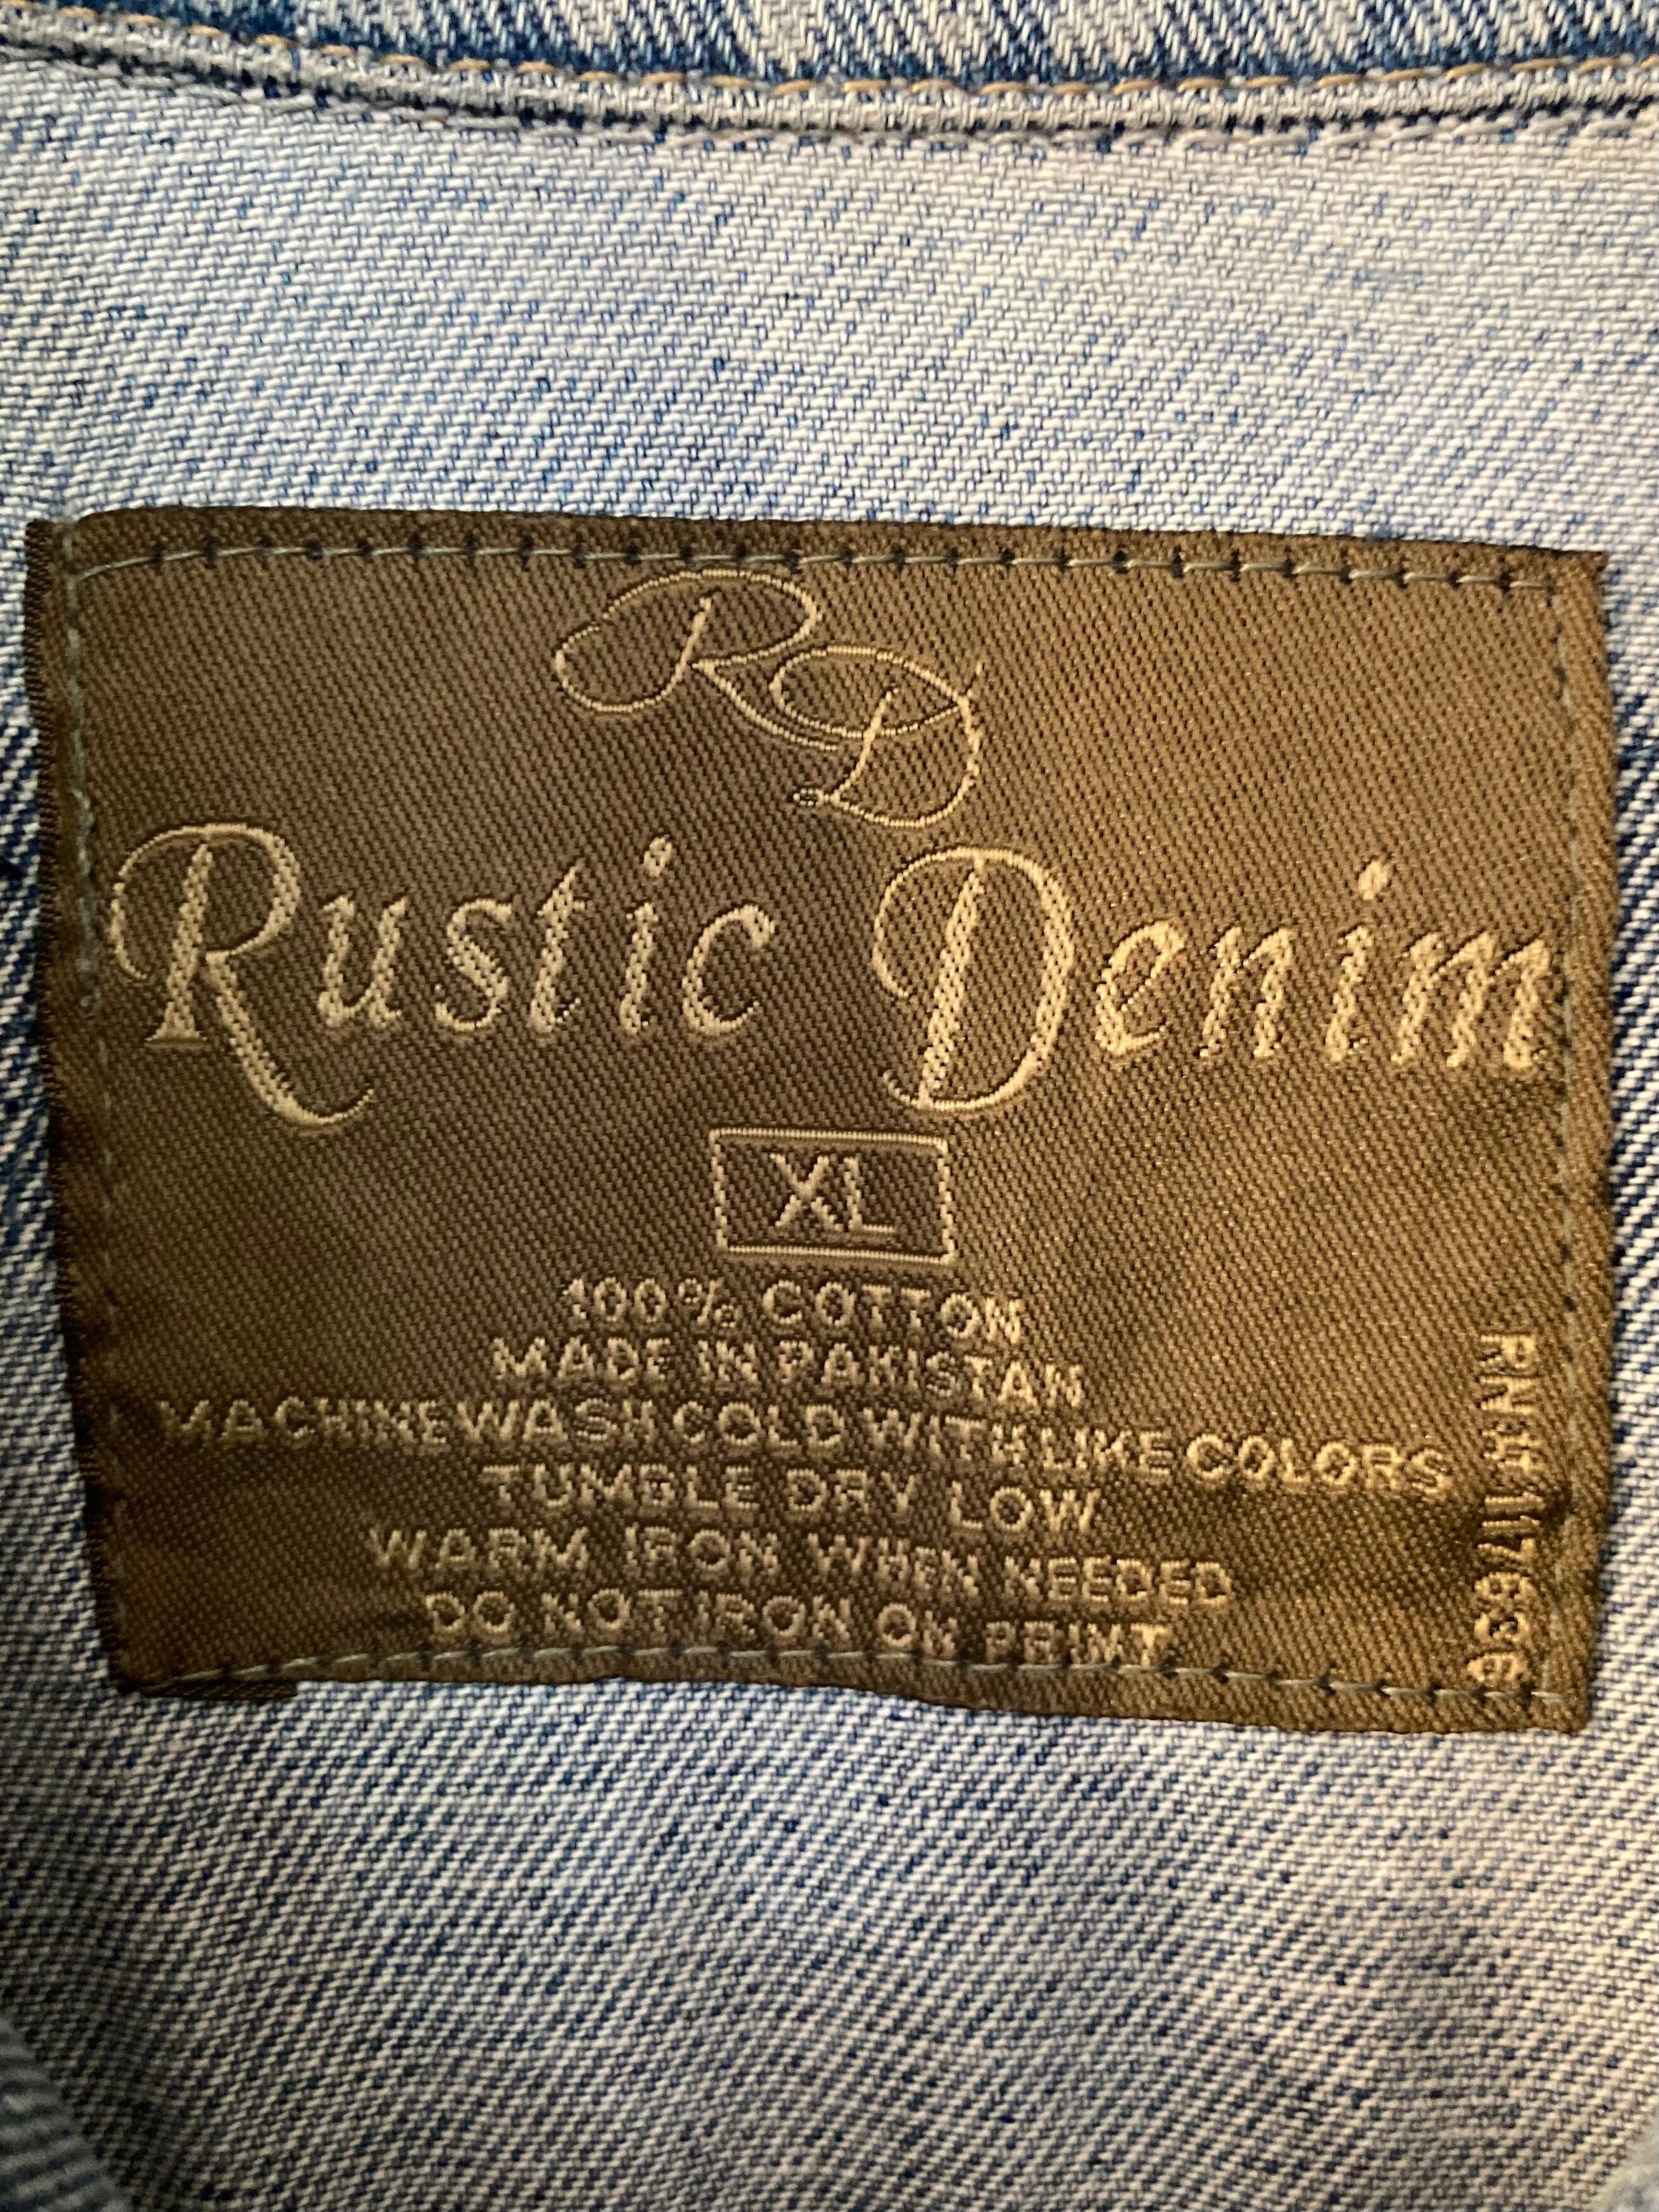 RD
Rustic Denim
XL
100% COTTON
MADE IN PAKISTAN
MACHINE WASH COLD WITH LIKE COLORS
TUMBLE DRY LOW
WARM IRON WHEN NEEDED
DO NOT IRON ON PRINT
RN#